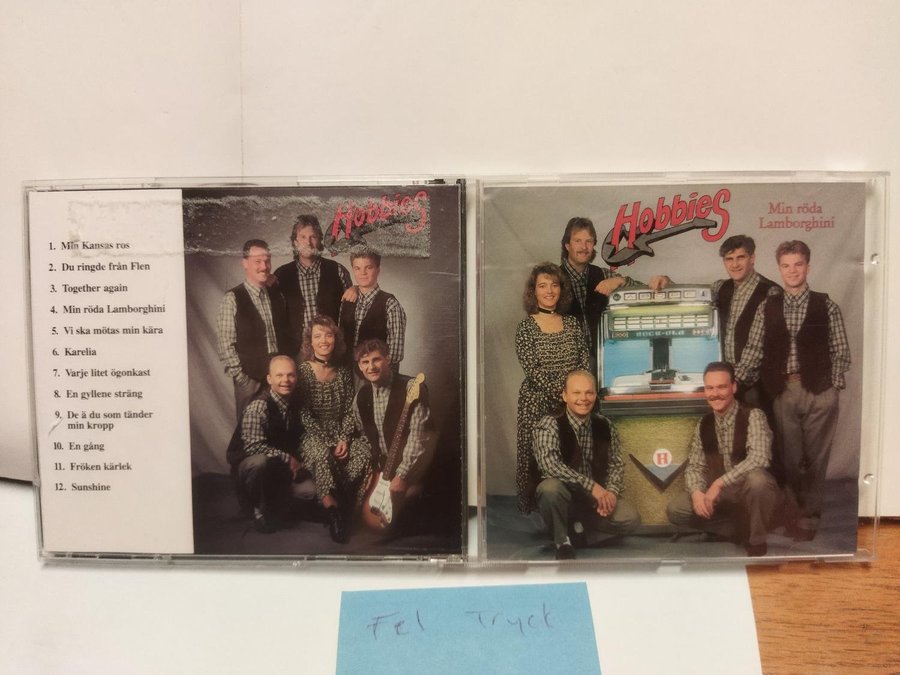 Hobbies
1. Min Kansas ros
2. Du ringde från Flen
3. Together again
4. Min röda Lamborghini
5. Vi ska mötas min kära
6. Karelia
7. Varje litet ögonkast
8. En gyllene sträng
9. De ä du som tänder
min kropp
10. En gång
11. Fröken kärlek
12. Sunshine
Hobbies
Min röda
Lamborghini
ROCK-OLA
H
Fel Tryck